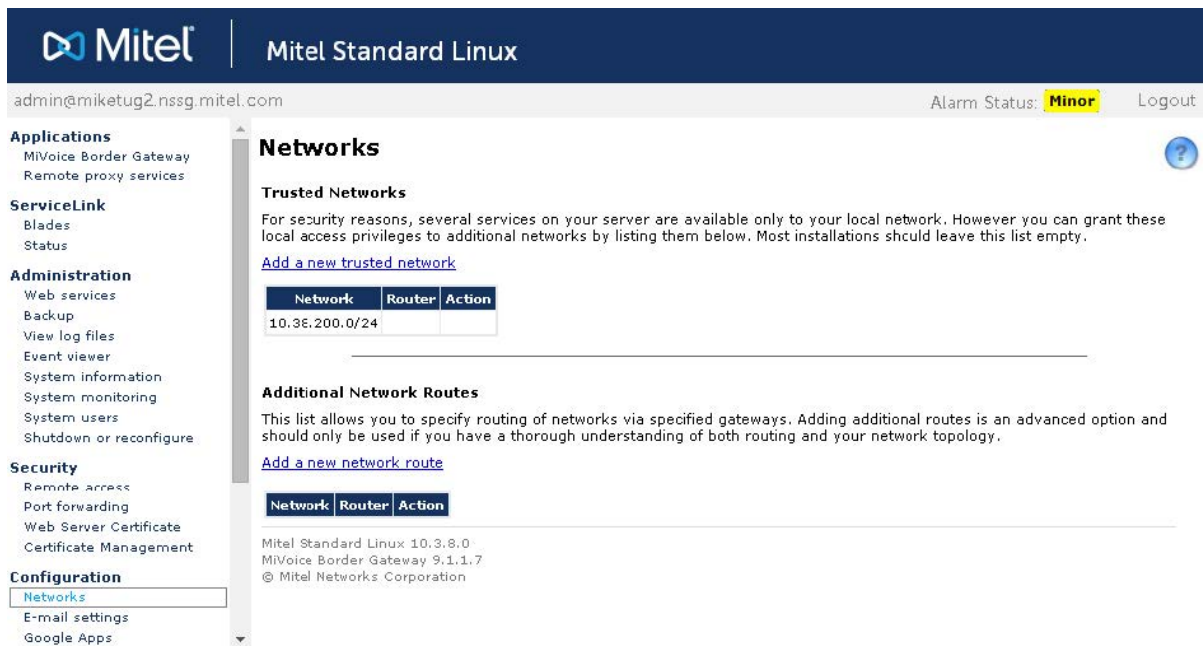 Mitel
Mitel Standard Linux
admin@miketug2.nssg.mitel.com
Alarm Status: Minor
Logout
Applications
MiVoice Border Gateway
Remote proxy services
ServiceLink
Blades
Status
Administration
Web services
Backup
View log files
Event viewer
System information
System monitoring
System users
Shutdown or reconfigure
Security
Remote access
Port forwarding
Web Server Certificate
Certificate Management
Configuration
Networks
E-mail settings
Google Apps
Networks
?
Trusted Networks
For security reasons, several services on your server are available only to your local network. However you can grant these
local access privileges to additional networks by listing them below. Most installations should leave this list empty.
Add a new trusted network
Network Router Action
10.36.200.0/24
Additional Network Routes
This list allows you to specify routing of networks via specified gateways. Adding additional routes is an advanced option and
should only be used if you have a thorough understanding of both routing and your network topology.
Add a new network route
Network Router Action
Mitel Standard Linux 10.3.8.0
MiVoice Border Gateway 9.1.1.7
© Mitel Networks Corporation